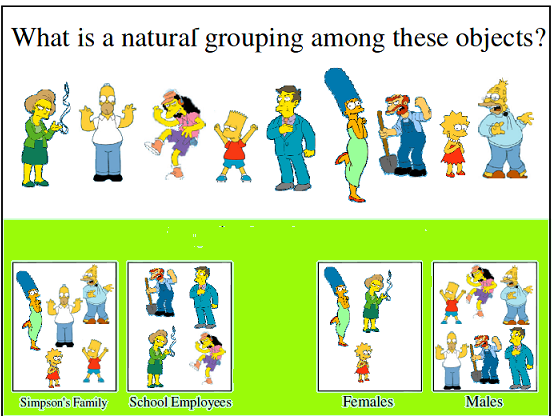 What is a natural grouping among these objects?
Simpson's Family
School Employees
Females
Males